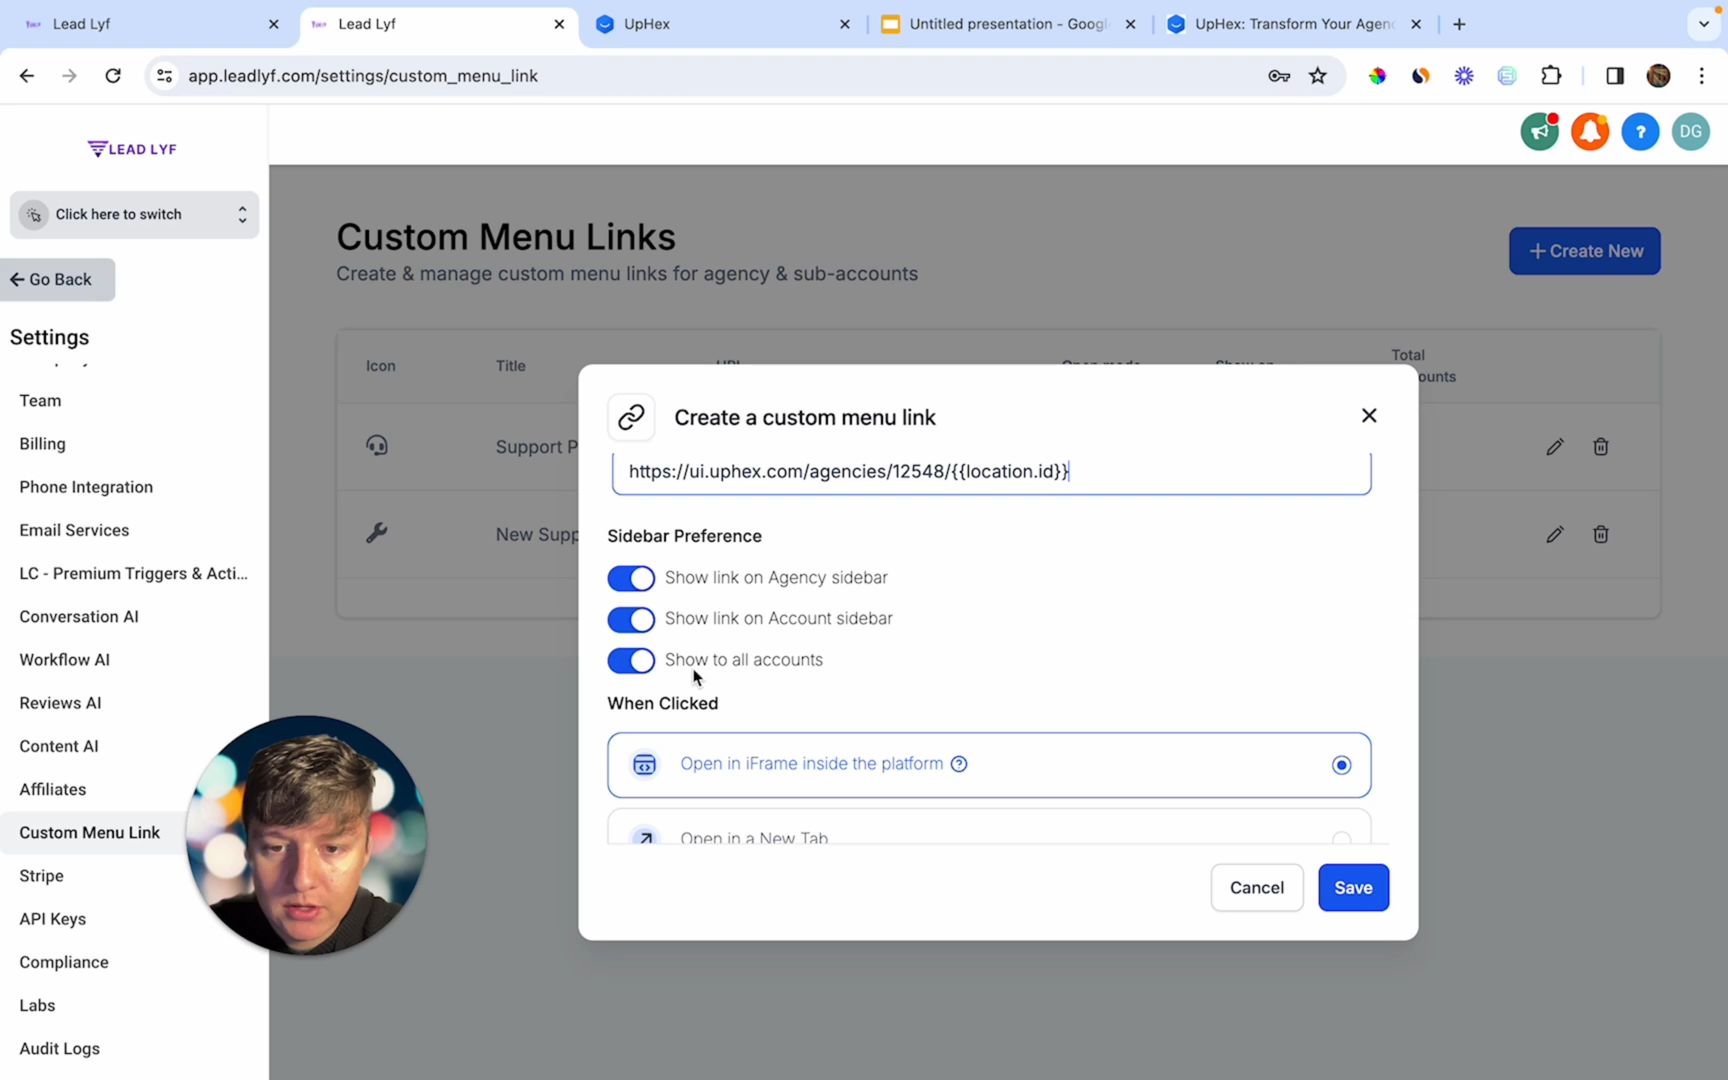 Lead Lyf
Lead Lyf
UpHex
Untitled presentation - Googl
UpHex: Transform Your Agen
app.leadlyf.com/settings/custom_menu_link
LEAD LYF
?
DG
Click here to switch
Go Back
Settings
Team
Billing
Phone Integration
Email Services
LC - Premium Triggers & Acti...
Conversation AI
Workflow AI
Reviews AI
Content AI
Affiliates
Custom Menu Link
Stripe
API Keys
Compliance
Labs
Audit Logs
Custom Menu Links
Create & manage custom menu links for agency & sub-accounts
+ Create New
Icon
Title
Total
ounts
Support P
New Supp
Create a custom menu link
https://ui.uphex.com/agencies/12548/{{location.id}}
Sidebar Preference
Show link on Agency sidebar
Show link on Account sidebar
Show to all accounts
When Clicked
Open in iFrame inside the platform ?
Open in a New Tab
Cancel
Save